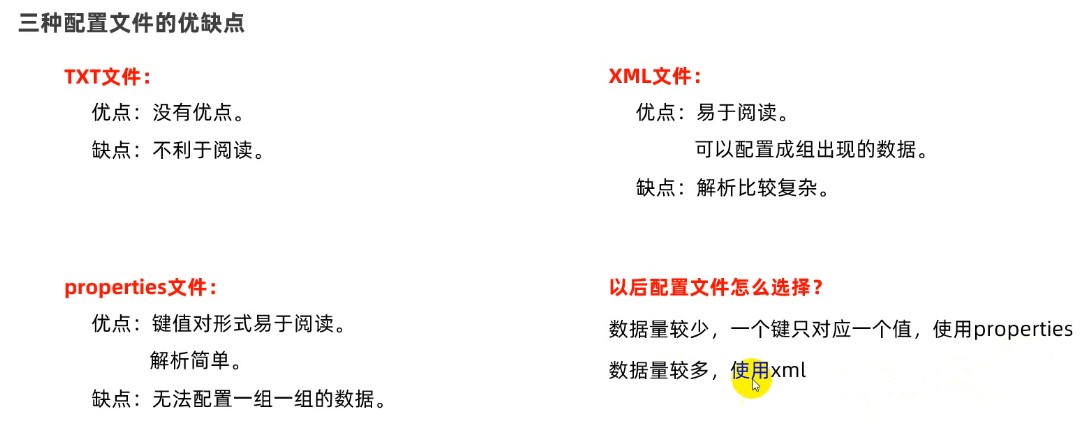 三种配置文件的优缺点
TXT文件：
优点：没有优点。
缺点：不利于阅读。
XML文件：
优点：易于阅读。
可以配置成组出现的数据。
缺点：解析比较复杂。
properties文件：
优点：键值对形式易于阅读。
解析简单。
缺点：无法配置一组一组的数据。
以后配置文件怎么选择？
数据量较少，一个键只对应一个值，使用properties
数据量较多，使用xml